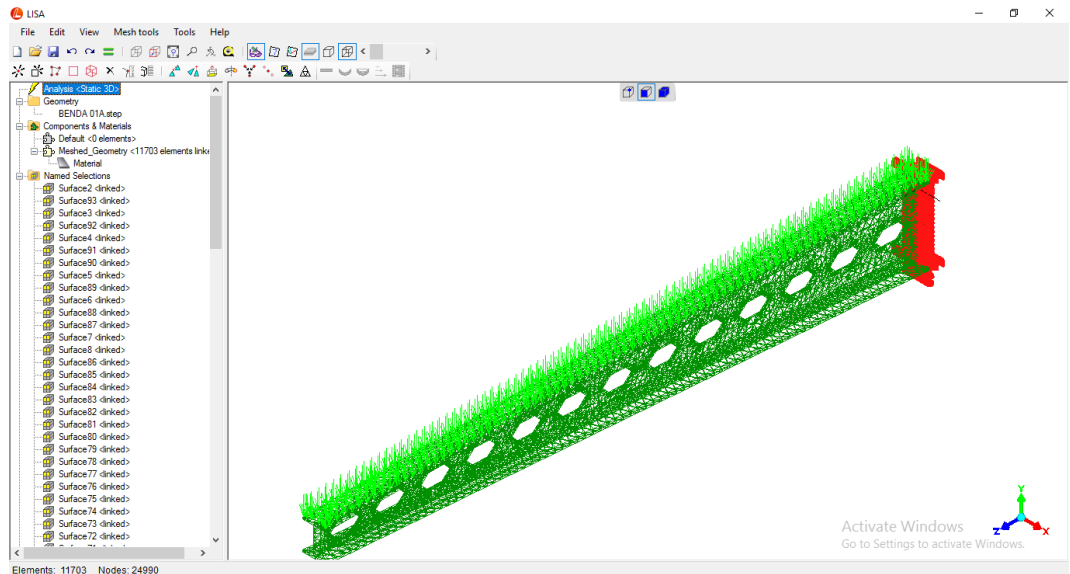 LISA
File Edit View Mesh tools Tools Help
Analysis <Static 3D>
Geometry
BENDA 01A.step
Components & Materials
Default <0 elements>
Meshed_Geometry <11703 elements linke
Material
Named Selections
Surface2 <linked>
Surface93 <linked>
Surface3 <linked>
Surface92 <linked>
Surface4 <linked>
Surface91 <linked>
Surface90 <linked>
Surface5 <linked>
Surface89 <linked>
Surface6 <linked>
Surface88 <linked>
Surface87 <linked>
Surface7 <linked>
Surface8 <linked>
Surface86 <linked>
Surface85 <linked>
Surface84 <linked>
Surface83 <linked>
Surface82 <linked>
Surface81 <linked>
Surface80 <linked>
Surface79 <linked>
Surface78 <linked>
Surface77 <linked>
Surface76 <linked>
Surface75 <linked>
Surface74 <linked>
Surface73 <linked>
Surface72 <linked>
Y
Z
X
Activate Windows
Go to Settings to activate Windows.
Elements: 11703 Nodes: 24990